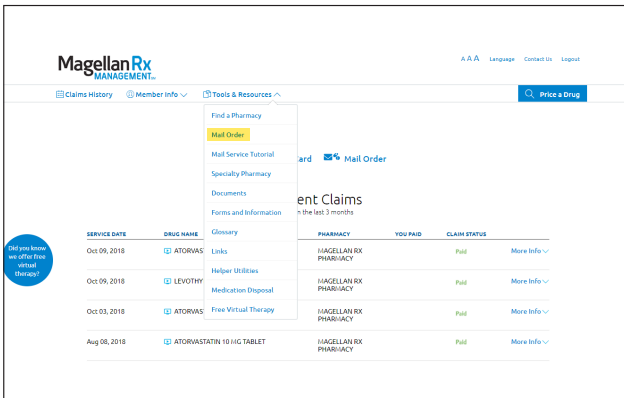 Magellan Rx
MANAGEMENT
A A A Language Contact Us Logout
Claims History Member Info Tools & Resources Price a Drug
Find a Pharmacy
Mail Order
Mail Service Tutorial
ard Mail Order
Specialty Pharmacy
Documents
ent Claims
Forms and Information
n the last 3 months
Glossary
SERVICE DATE DRUG NAME PHARMACY YOU PAID CLAIM STATUS
Did you know
we offer free
virtual
therapy?
Oct 09, 2018 ATORVAS MAGELLAN RX PHARMACY Paid More Info
Links
Helper Utilities
Oct 09, 2018 LEVOTHY MAGELLAN RX PHARMACY Paid More Info
Medication Disposal
Free Virtual Therapy
Oct 03, 2018 ATORVAS MAGELLAN RX PHARMACY Paid More Info
Aug 08, 2018 ATORVASTATIN 10 MG TABLET MAGELLAN RX PHARMACY Paid More Info